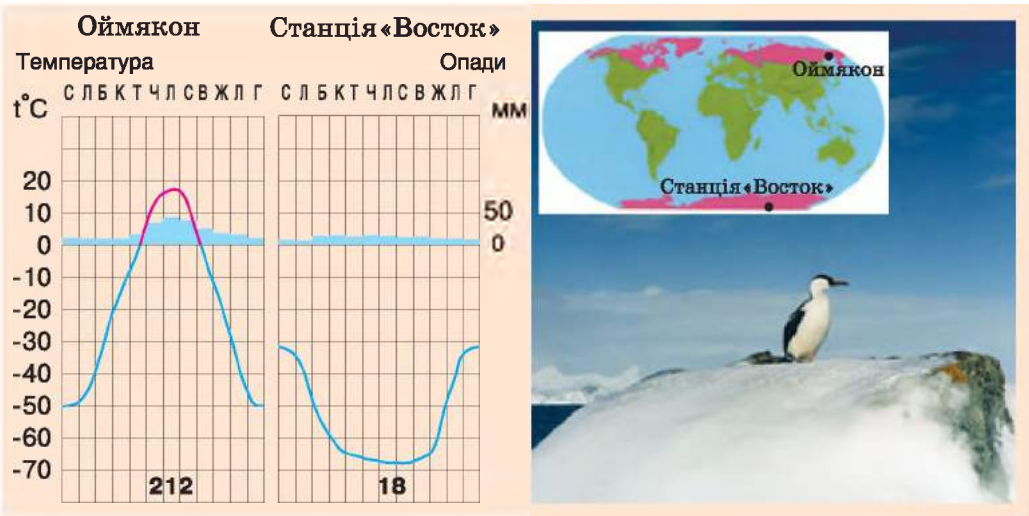 Оймякон
Станція «Восток»
Температура
Опади
t°C
С Л Б К Т Ч Л С В Ж Л Г
С Л Б К Т Ч Л С В Ж Л Г
мм
20
10
0
-10
-20
-30
-40
-50
-60
-70
50
0
212
18
Оймякон
Станція «Восток»